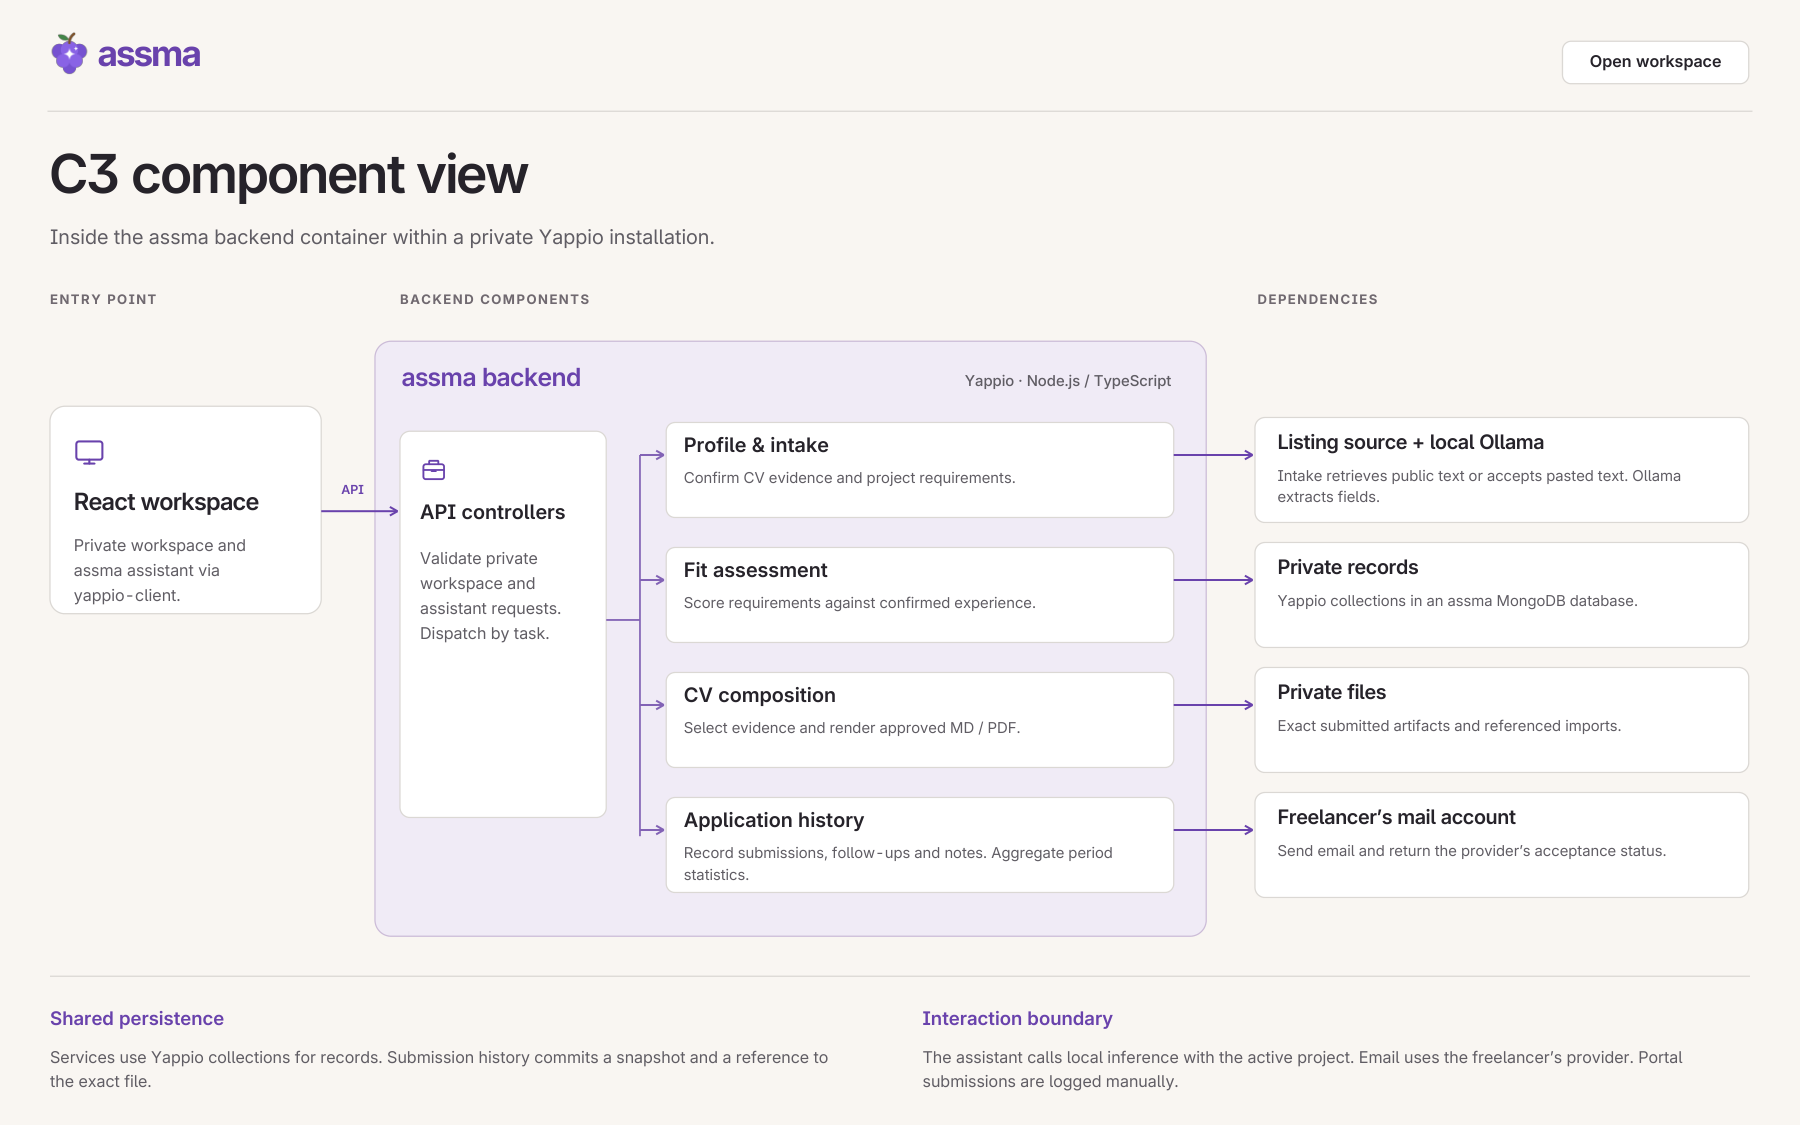 assma
Open workspace
C3 component view
Inside the assma backend container within a private Yappio installation.
ENTRY POINT
BACKEND COMPONENTS
DEPENDENCIES
React workspace
Private workspace and
assma assistant via
yappio-client.
API
assma backend
Yappio · Node.js / TypeScript
API controllers
Validate private
workspace and
assistant requests.
Dispatch by task.
Profile & intake
Confirm CV evidence and project requirements.
Fit assessment
Score requirements against confirmed experience.
CV composition
Select evidence and render approved MD / PDF.
Application history
Record submissions, follow-ups and notes. Aggregate period
statistics.
Listing source + local Ollama
Intake retrieves public text or accepts pasted text. Ollama
extracts fields.
Private records
Yappio collections in an assma MongoDB database.
Private files
Exact submitted artifacts and referenced imports.
Freelancer’s mail account
Send email and return the provider’s acceptance status.
Shared persistence
Services use Yappio collections for records. Submission history commits a snapshot and a reference to
the exact file.
Interaction boundary
The assistant calls local inference with the active project. Email uses the freelancer’s provider. Portal
submissions are logged manually.